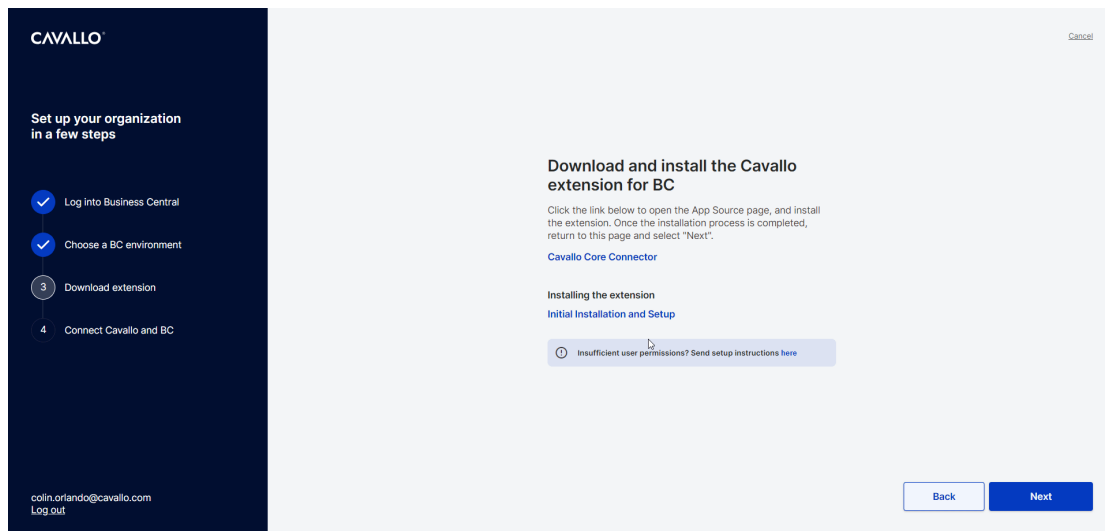 CAVALLO
Cancel
Set up your organization
in a few steps
Log into Business Central
Choose a BC environment
3 Download extension
4 Connect Cavallo and BC
colin.orlando@cavallo.com
Log out
Download and install the Cavallo
extension for BC
Click the link below to open the App Source page, and install
the extension. Once the installation process is completed,
return to this page and select "Next".
Cavallo Core Connector
Installing the extension
Initial Installation and Setup
Insufficient user permissions? Send setup instructions here
Back
Next